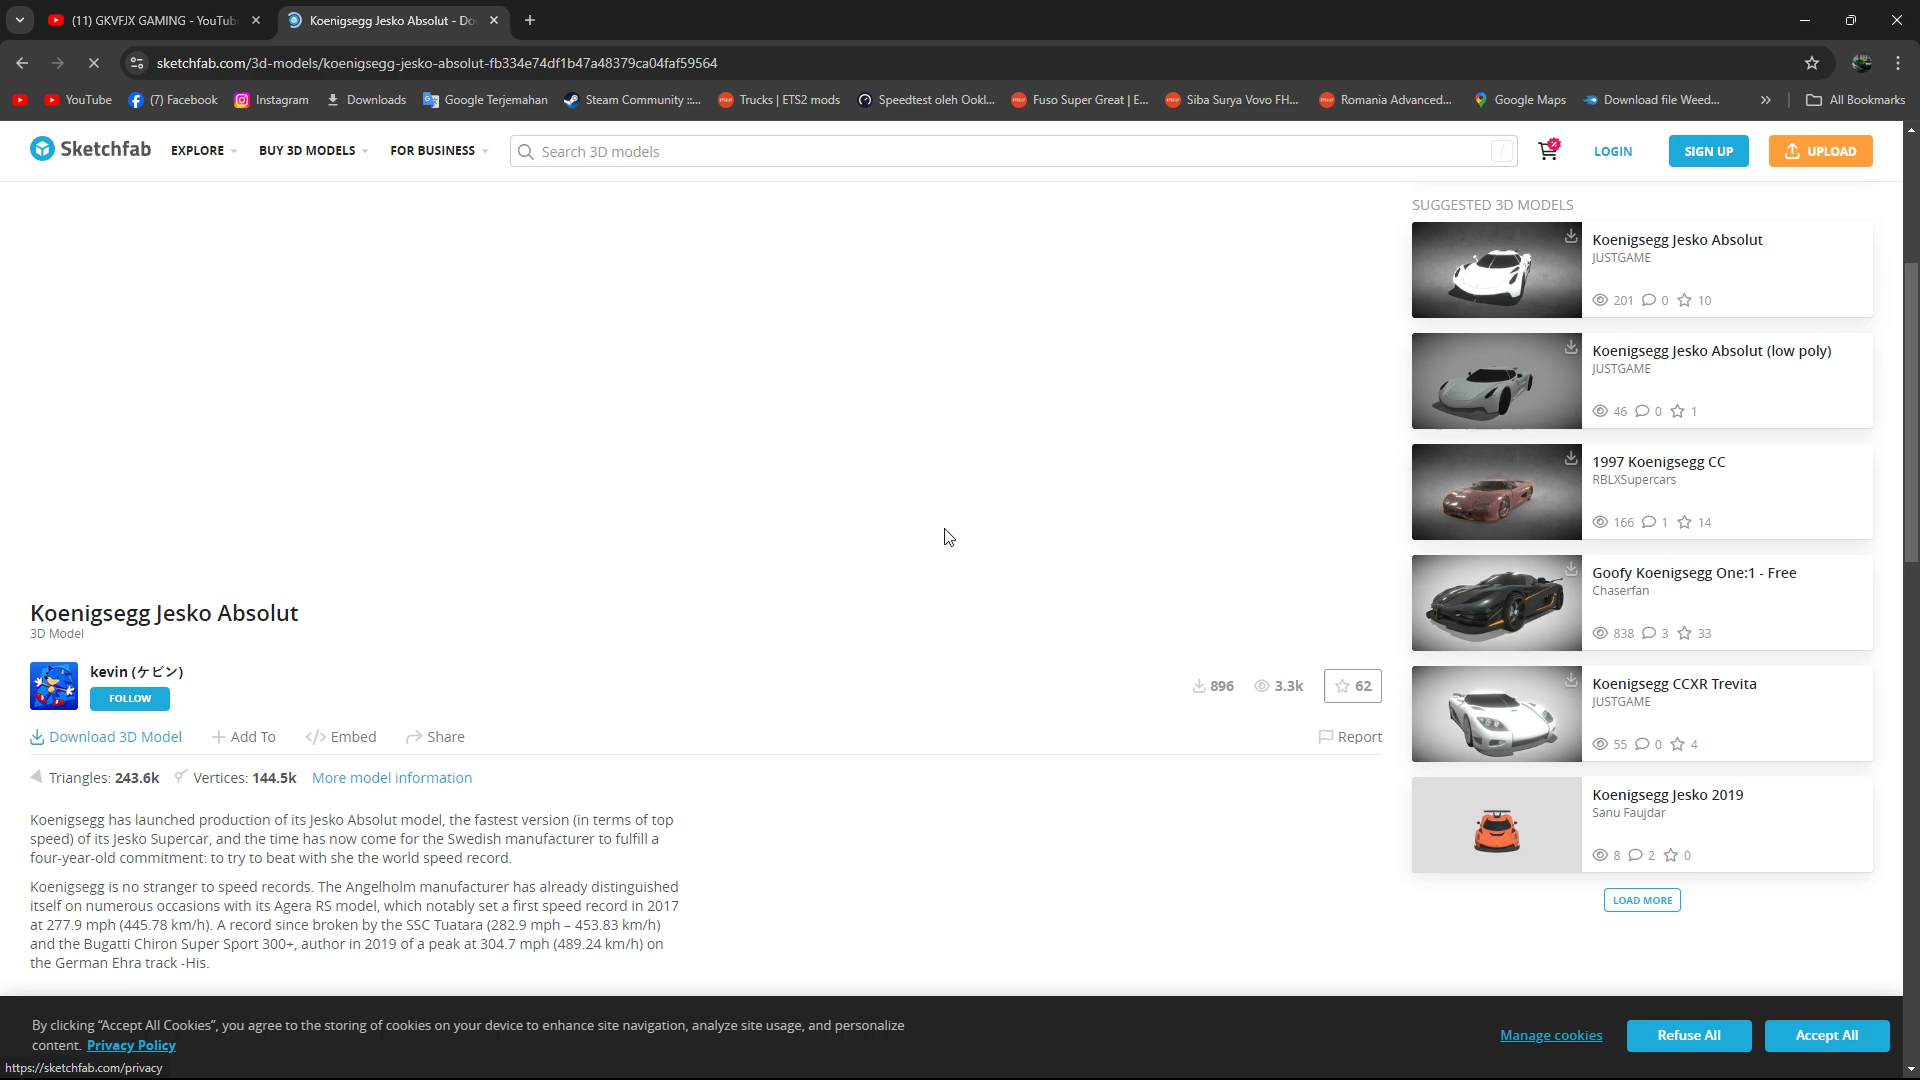 (11) GKVFJX GAMING - YouTub
Koenigsegg Jesko Absolut - Do
sketchfab.com/3d-models/koenigsegg-jesko-absolut-fb334e74df1b47a48379ca04faf59564
YouTube
(7) Facebook
Instagram
Downloads
Google Terjemahan
Steam Community ::...
Trucks | ETS2 mods
Speedtest oleh Ookl...
Fuso Super Great | E...
Siba Surya Vovo FH...
Romania Advanced...
Google Maps
Download file Weed...
All Bookmarks
Sketchfab
EXPLORE
BUY 3D MODELS
FOR BUSINESS
Search 3D models
/
LOGIN
SIGN UP
UPLOAD
SUGGESTED 3D MODELS
Koenigsegg Jesko Absolut
JUSTGAME
201 0 10
Koenigsegg Jesko Absolut (low poly)
JUSTGAME
46 0 1
1997 Koenigsegg CC
RBLXSupercars
166 1 14
Goofy Koenigsegg One:1 - Free
Chaserfan
838 3 33
Koenigsegg CCXR Trevita
JUSTGAME
55 0 4
Koenigsegg Jesko 2019
Sanu Faujdar
8 2 0
LOAD MORE
Koenigsegg Jesko Absolut
3D Model
kevin (ケビン)
FOLLOW
896 3.3k 62
Download 3D Model
Add To
Embed
Share
Report
Triangles: 243.6k Vertices: 144.5k More model information
Koenigsegg has launched production of its Jesko Absolut model, the fastest version (in terms of top
speed) of its Jesko Supercar, and the time has now come for the Swedish manufacturer to fulfill a
four-year-old commitment: to try to beat with she the world speed record.
Koenigsegg is no stranger to speed records. The Angelholm manufacturer has already distinguished
itself on numerous occasions with its Agera RS model, which notably set a first speed record in 2017
at 277.9 mph (445.78 km/h). A record since broken by the SSC Tuatara (282.9 mph – 453.83 km/h)
and the Bugatti Chiron Super Sport 300+, author in 2019 of a peak at 304.7 mph (489.24 km/h) on
the German Ehra track -His.
By clicking “Accept All Cookies”, you agree to the storing of cookies on your device to enhance site navigation, analyze site usage, and personalize
content. Privacy Policy
Manage cookies
Refuse All
Accept All
https://sketchfab.com/privacy